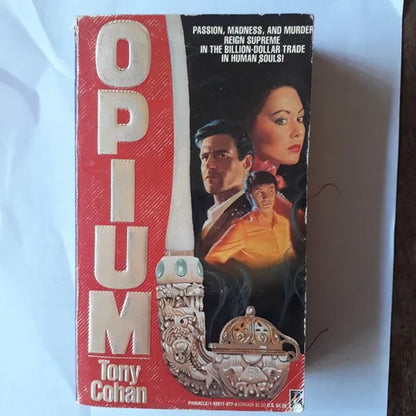 PASSION, MADNESS, AND MURDER
REIGN SUPREME
IN THE BILLION-DOLLAR TRADE
IN HUMAN SOULS!
OPIUM
Tony
Cohan